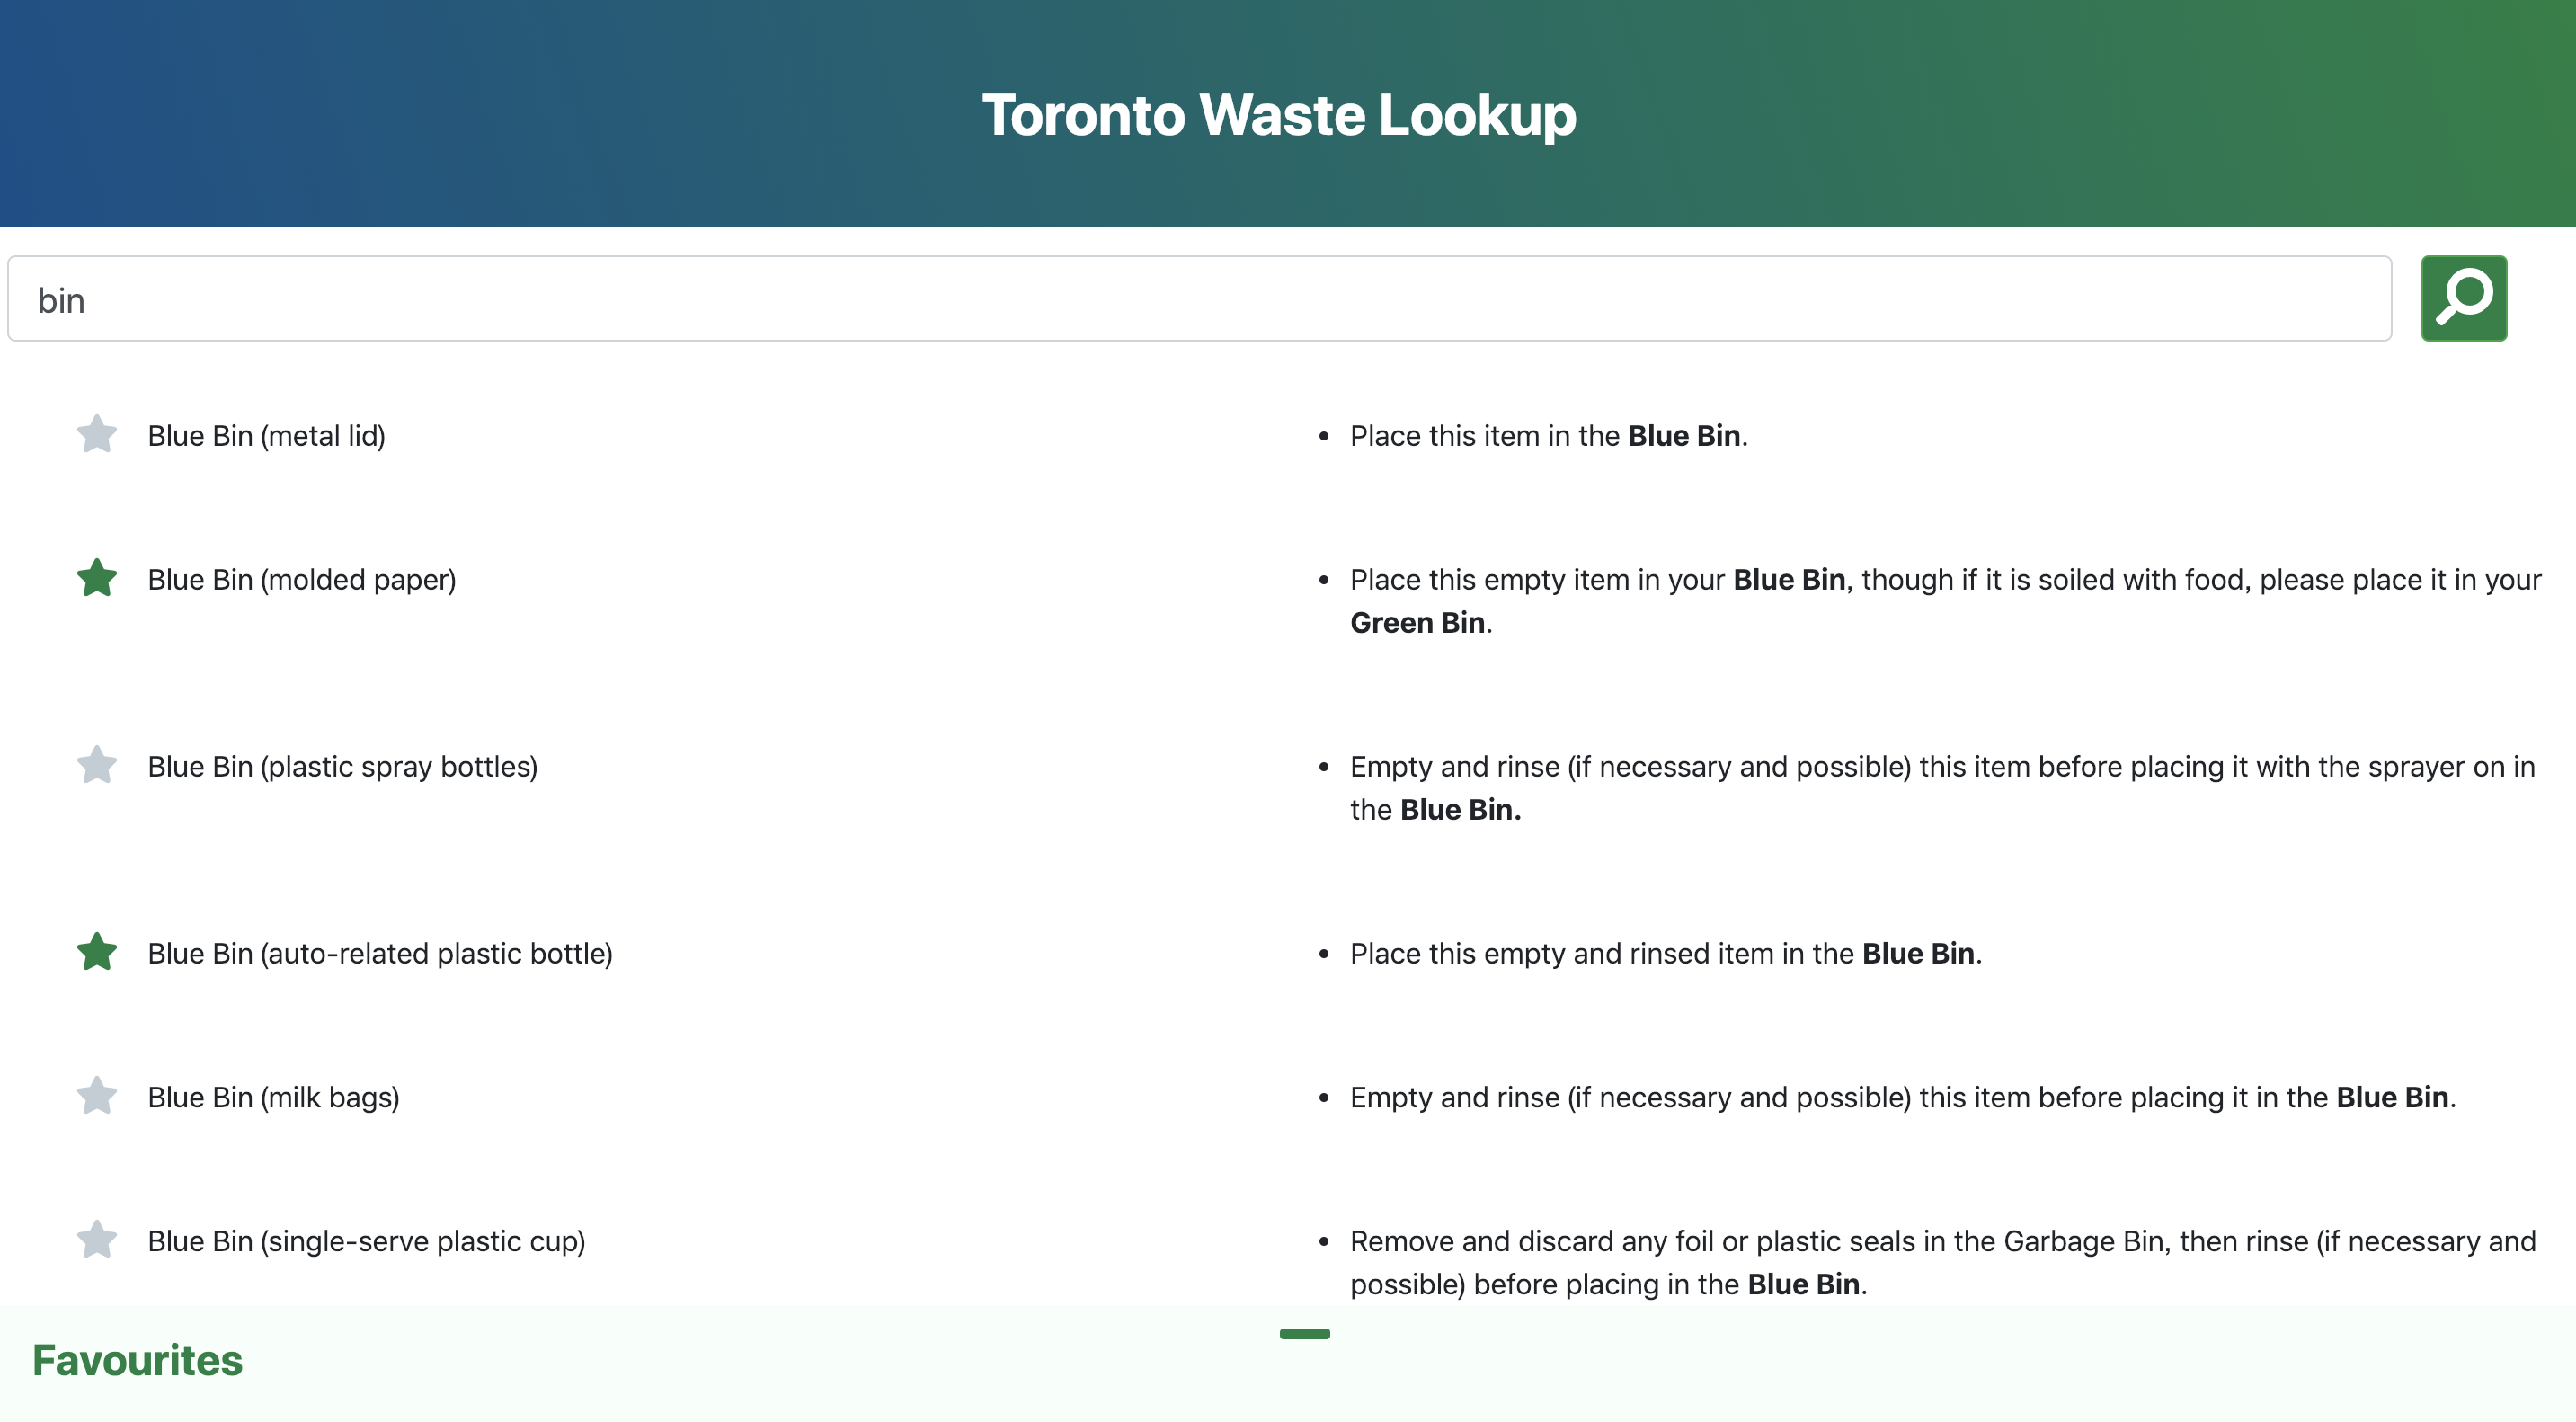 Toronto Waste Lookup
bin
Blue Bin (metal lid)
• Place this item in the Blue Bin.
Blue Bin (molded paper)
• Place this empty item in your Blue Bin, though if it is soiled with food, please place it in your
Green Bin.
Blue Bin (plastic spray bottles)
• Empty and rinse (if necessary and possible) this item before placing it with the sprayer on in
the Blue Bin.
Blue Bin (auto-related plastic bottle)
• Place this empty and rinsed item in the Blue Bin.
Blue Bin (milk bags)
• Empty and rinse (if necessary and possible) this item before placing it in the Blue Bin.
Blue Bin (single-serve plastic cup)
• Remove and discard any foil or plastic seals in the Garbage Bin, then rinse (if necessary and
possible) before placing in the Blue Bin.
Favourites